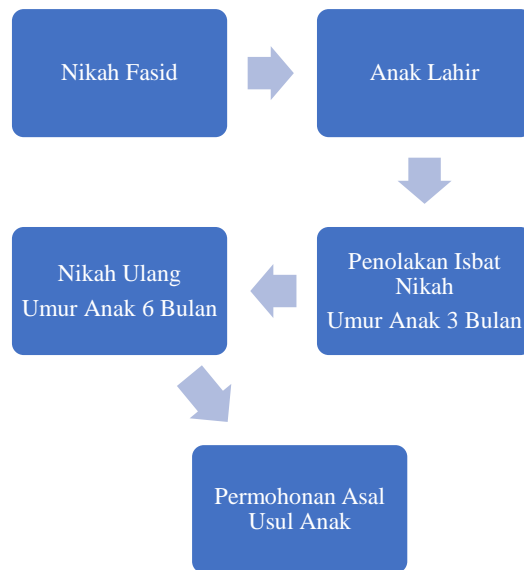 Nikah Fasid
Anak Lahir
Penolakan Isbat
Nikah
Umur Anak 3 Bulan
Nikah Ulang
Umur Anak 6 Bulan
Permohonan Asal
Usul Anak